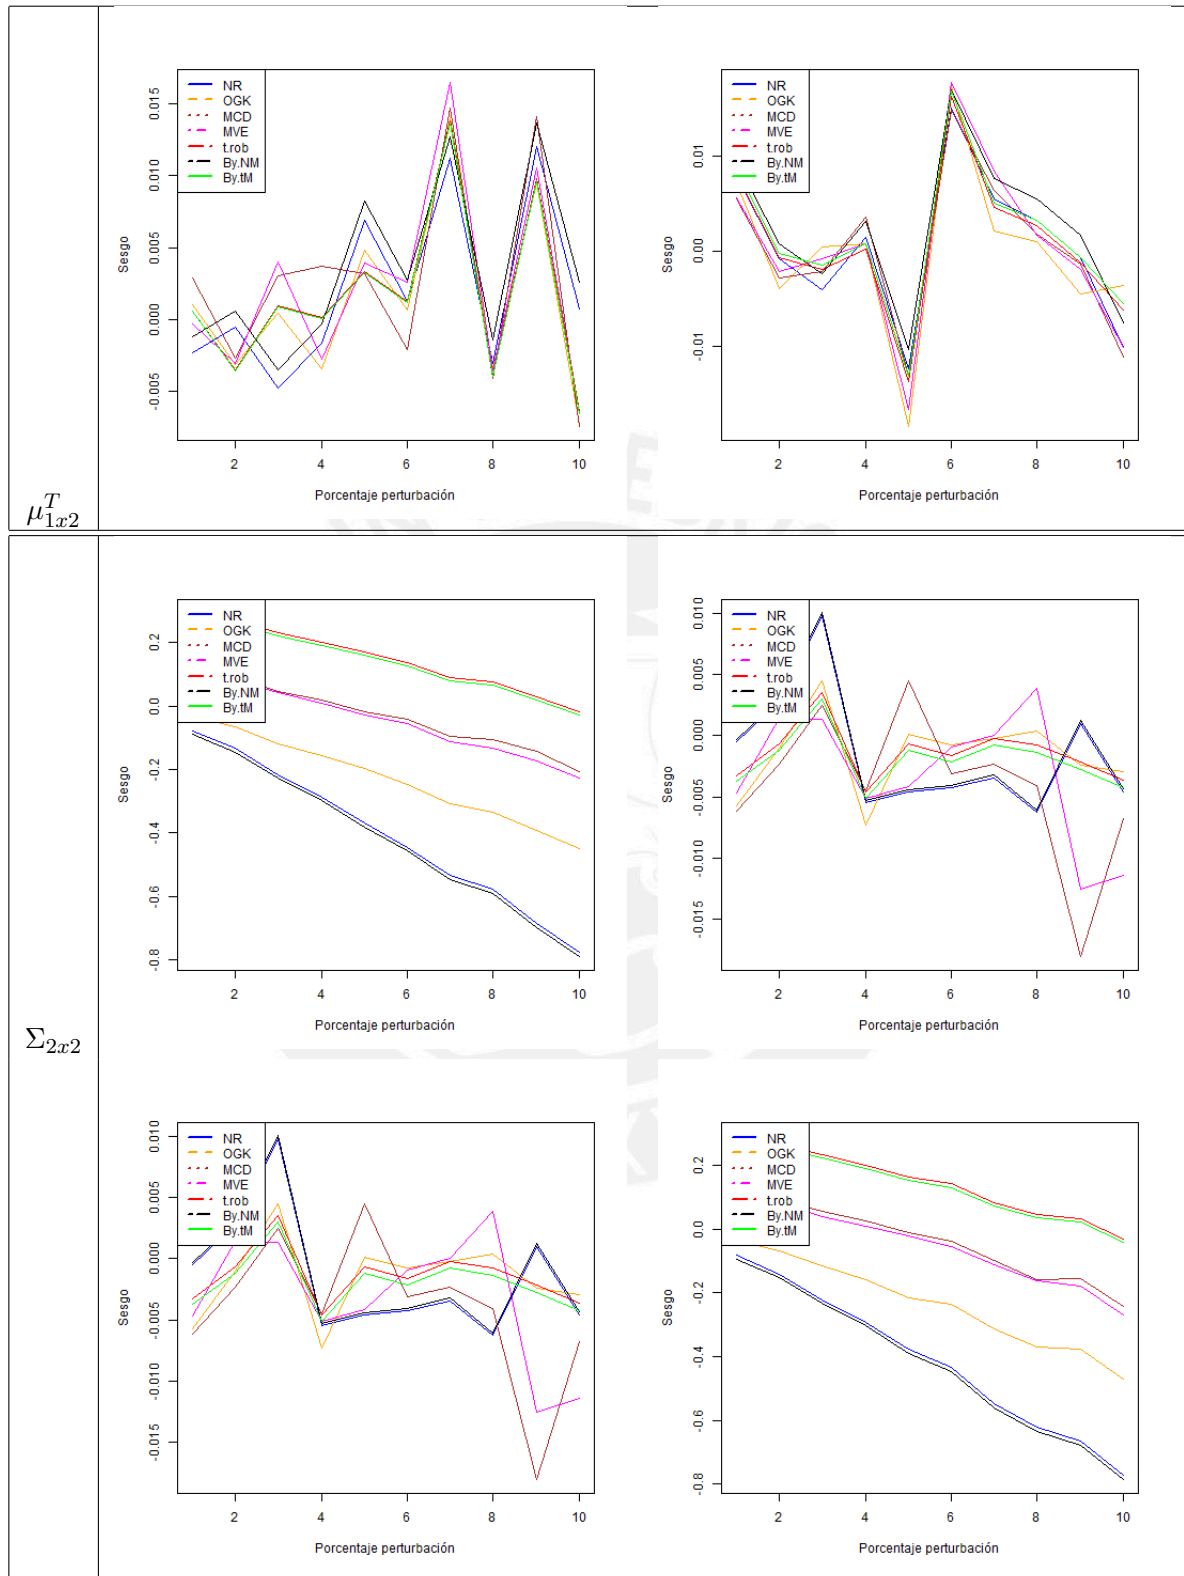 NR
OGK
MCD
MVE
t.rob
By.NM
By.tM
Sesgo
0.015
0.010
0.005
0.000
-0.005
2 4 6 8 10
Porcentaje perturbación
NR
OGK
MCD
MVE
t.rob
By.NM
By.tM
Sesgo
0.01
0.00
-0.01
2 4 6 8 10
Porcentaje perturbación
μ^T_{1x2}
NR
OGK
MCD
MVE
t.rob
By.NM
By.tM
Sesgo
0.2
0.0
-0.2
-0.4
-0.6
-0.8
2 4 6 8 10
Porcentaje perturbación
NR
OGK
MCD
MVE
t.rob
By.NM
By.tM
Sesgo
0.010
0.005
0.000
-0.005
-0.010
-0.015
2 4 6 8 10
Porcentaje perturbación
Σ_{2x2}
NR
OGK
MCD
MVE
t.rob
By.NM
By.tM
Sesgo
0.010
0.005
0.000
-0.005
-0.010
-0.015
2 4 6 8 10
Porcentaje perturbación
NR
OGK
MCD
MVE
t.rob
By.NM
By.tM
Sesgo
0.2
0.0
-0.2
-0.4
-0.6
-0.8
2 4 6 8 10
Porcentaje perturbación